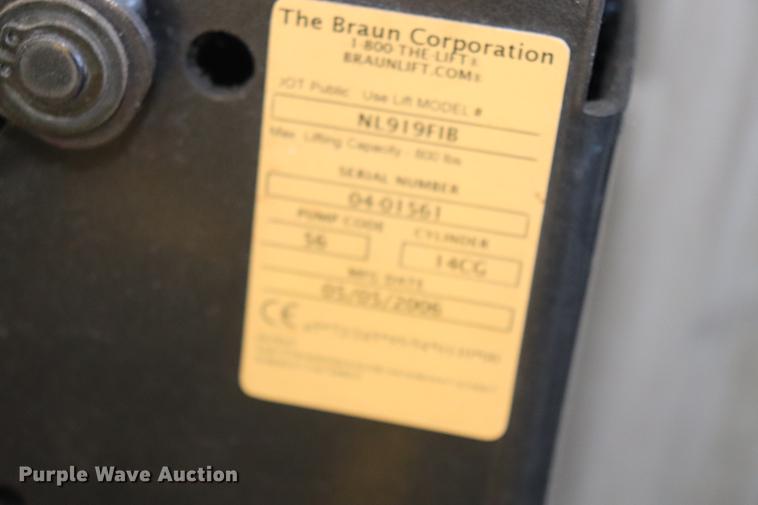 The Braun Corporation
1-800-THE-LIFT®
BRAUNLIFT.COM®
DOT Public Use Lift MODEL #
NL919FIB
Max. Lifting Capacity - 800 lbs
SERIAL NUMBER
04-01561
PUMP CODE CYLINDER
56 14CG
MFG DATE
05/05/2006
CE
Purple Wave Auction